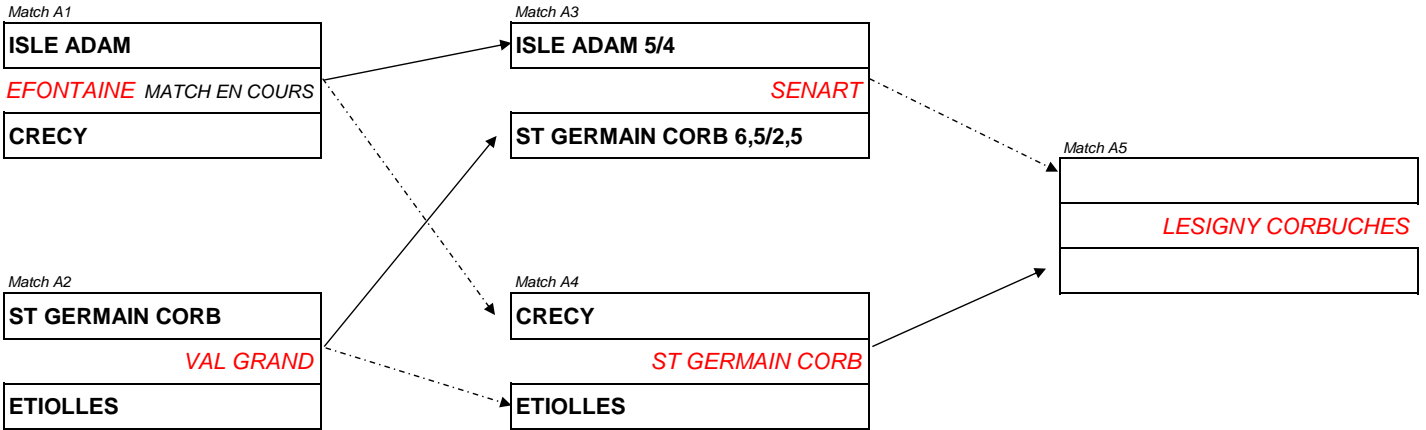 Match A1
ISLE ADAM
EFONTAINE MATCH EN COURS
CRECY
Match A3
ISLE ADAM 5/4
SENART
ST GERMAIN CORB 6,5/2,5
Match A5
LESIGNY CORBUCHES
Match A2
ST GERMAIN CORB
VAL GRAND
ETIOLLES
Match A4
CRECY
ST GERMAIN CORB
ETIOLLES